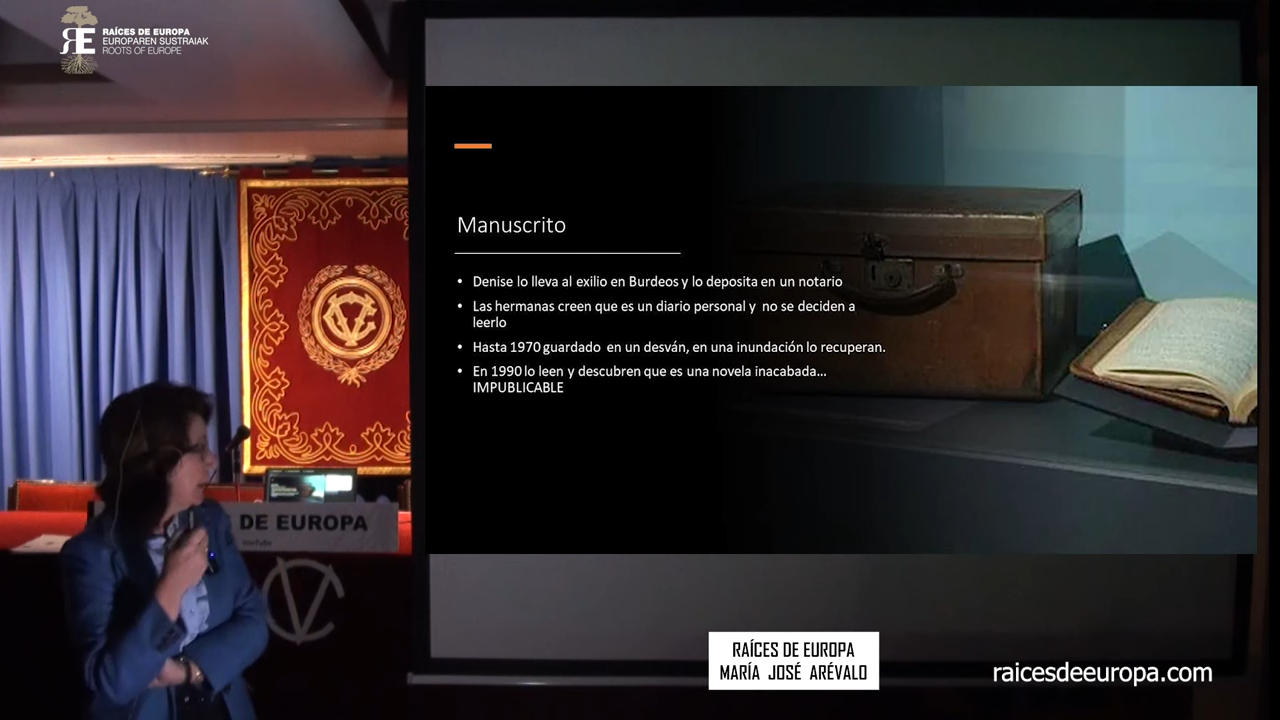 RAÍCES DE EUROPA
EUROPAREN SUSTRAIAK
ROOTS OF EUROPE
Manuscrito
• Denise lo lleva al exilio en Burdeos y lo deposita en un notario
• Las hermanas creen que es un diario personal y no se deciden a
leerlo
• Hasta 1970 guardado en un desván, en una inundación lo recuperan.
• En 1990 lo leen y descubren que es una novela inacabada...
IMPUBLICABLE
DE EUROPA
YouTube
RAÍCES DE EUROPA
MARÍA JOSÉ ARÉVALO
raicesdeeuropa.com